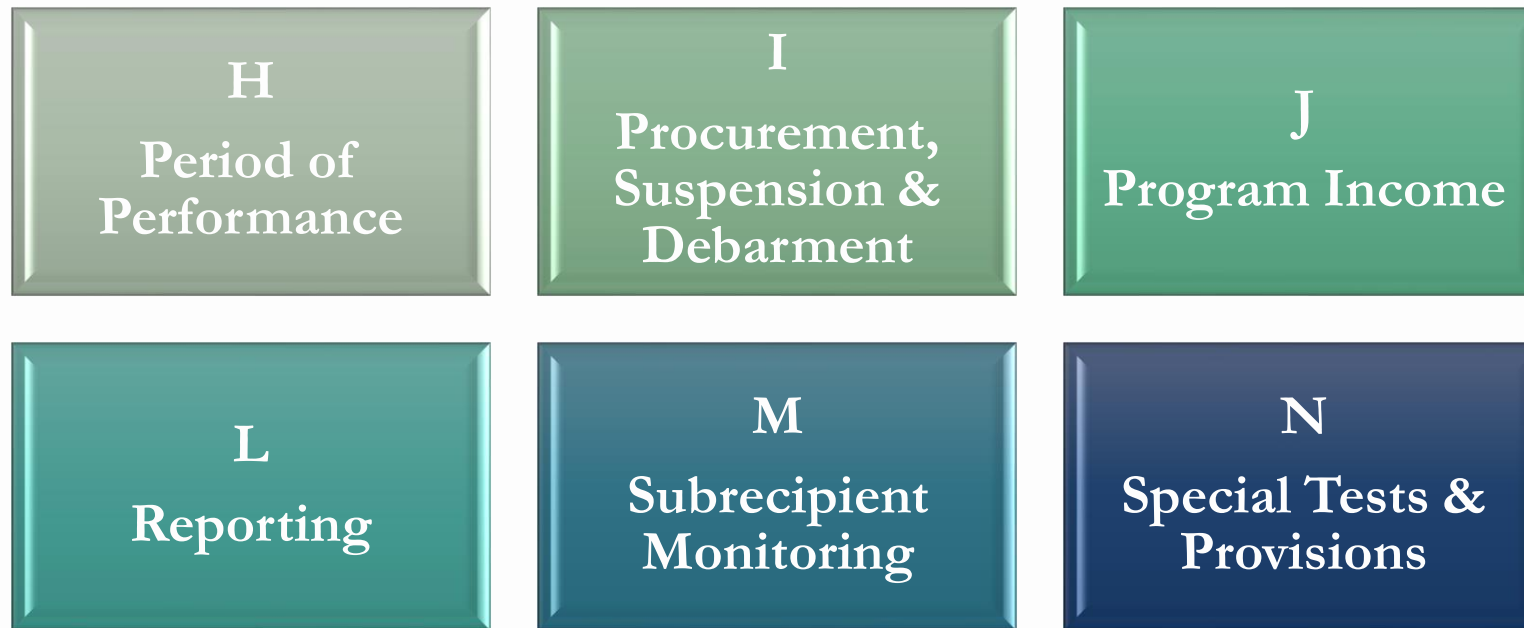 H
Period of
Performance
I
Procurement,
Suspension &
Debarment
J
Program Income
L
Reporting
M
Subrecipient
Monitoring
N
Special Tests &
Provisions